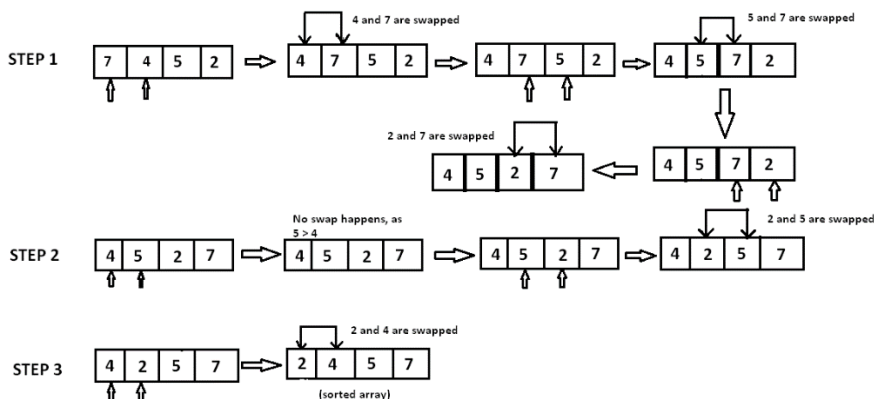 4 and 7 are swapped
5 and 7 are swapped
STEP 1
7 4 5 2
4 7 5 2
4 7 5 2
4 5 7 2
2 and 7 are swapped
4 5 2 7
4 5 7 2
No swap happens, as
5 > 4
2 and 5 are swapped
STEP 2
4 5 2 7
4 5 2 7
4 5 2 7
4 2 5 7
2 and 4 are swapped
STEP 3
4 2 5 7
2 4 5 7
(sorted array)